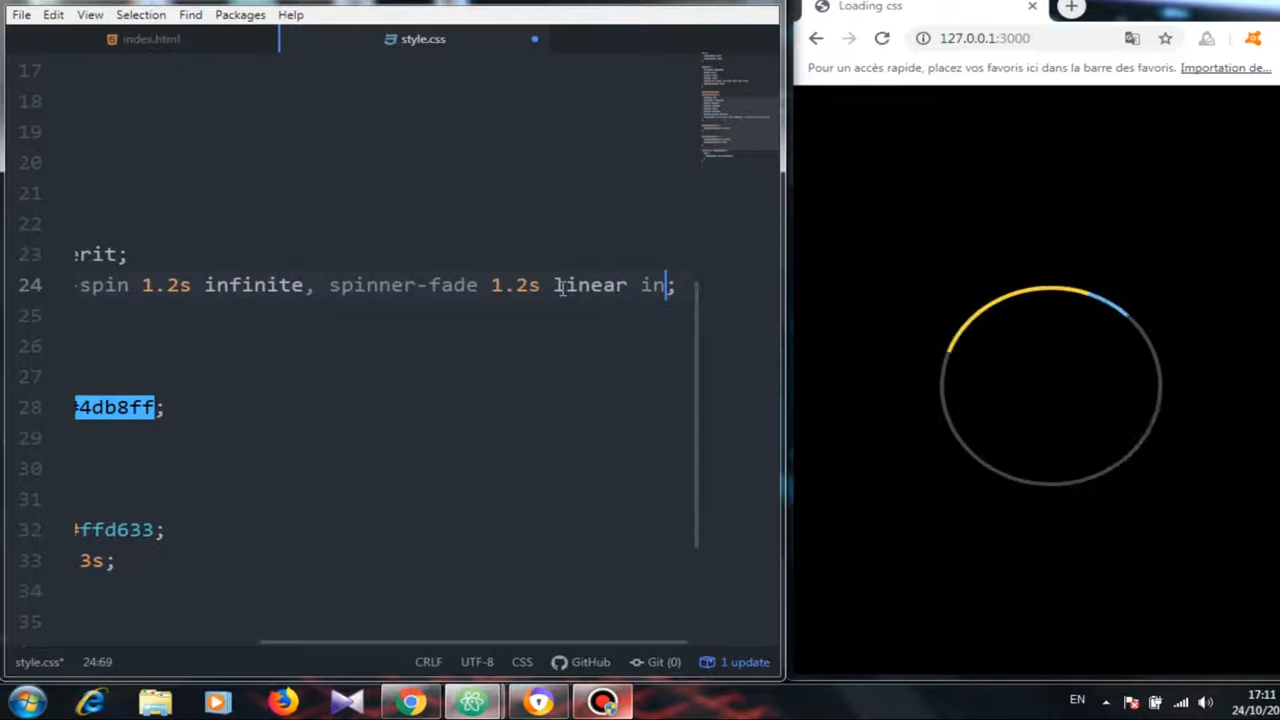 File Edit View Selection Find Packages Help
index.html
style.css
17
18
19
20
21
22
23 erit;
24 -spin 1.2s infinite, spinner-fade 1.2s linear in;
25
26
27
28 #4db8ff;
29
30
31
32 #ffd633;
33 3s;
34
35
style.css* 24:69 CRLF UTF-8 CSS GitHub Git (0) 1 update
Loading css
127.0.0.1:3000
Pour un accès rapide, placez vos favoris ici dans la barre des favoris. Importation de...
EN
17:11
24/10/20